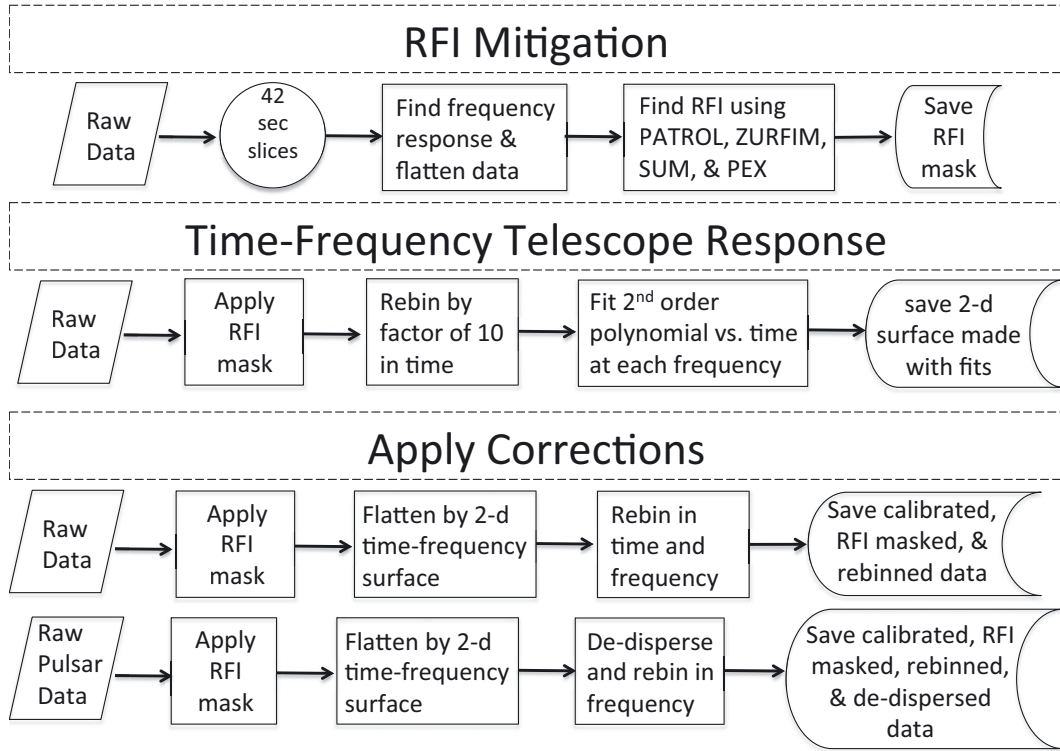 RFI Mitigation
Raw
Data
42
sec
slices
Find frequency
response &
flatten data
Find RFI using
PATROL, ZURFIM,
SUM, & PEX
Save
RFI
mask
Time-Frequency Telescope Response
Raw
Data
Apply
RFI
mask
Rebin by
factor of 10
in time
Fit 2nd order
polynomial vs. time
at each frequency
save 2-d
surface made
with fits
Apply Corrections
Raw
Data
Apply
RFI
mask
Flatten by 2-d
time-frequency
surface
Rebin in
time and
frequency
Save calibrated,
RFI masked, &
rebinned data
Raw
Pulsar
Data
Apply
RFI
mask
Flatten by 2-d
time-frequency
surface
De-disperse
and rebin in
frequency
Save calibrated, RFI
masked, rebinned,
& de-dispersed
data